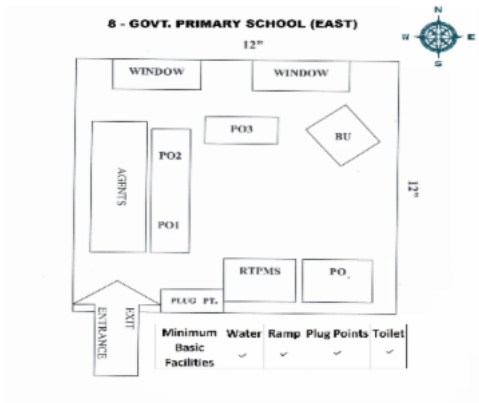 8 - GOVT. PRIMARY SCHOOL (EAST)
N
W E
S
12"
WINDOW WINDOW
PO3
BU
PO2
AGENTS
12"
PO1
RTPMS PO
PLUG PT.
ENTRANCE
EXIT
Minimum Basic Facilities Water Ramp Plug Points Toilet
✓ ✓ ✓ ✓